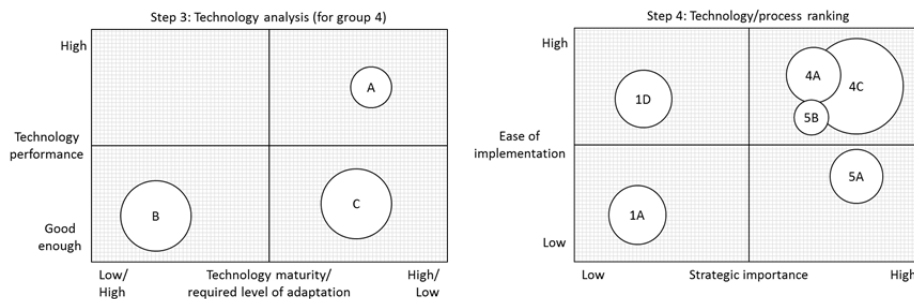 Step 3: Technology analysis (for group 4)
High
Technology
performance
Good
enough
A
B
C
Low/
High
Technology maturity/
required level of adaptation
High/
Low
Step 4: Technology/process ranking
High
Ease of
implementation
Low
1D
4A
4C
5B
5A
1A
Low
Strategic importance
High